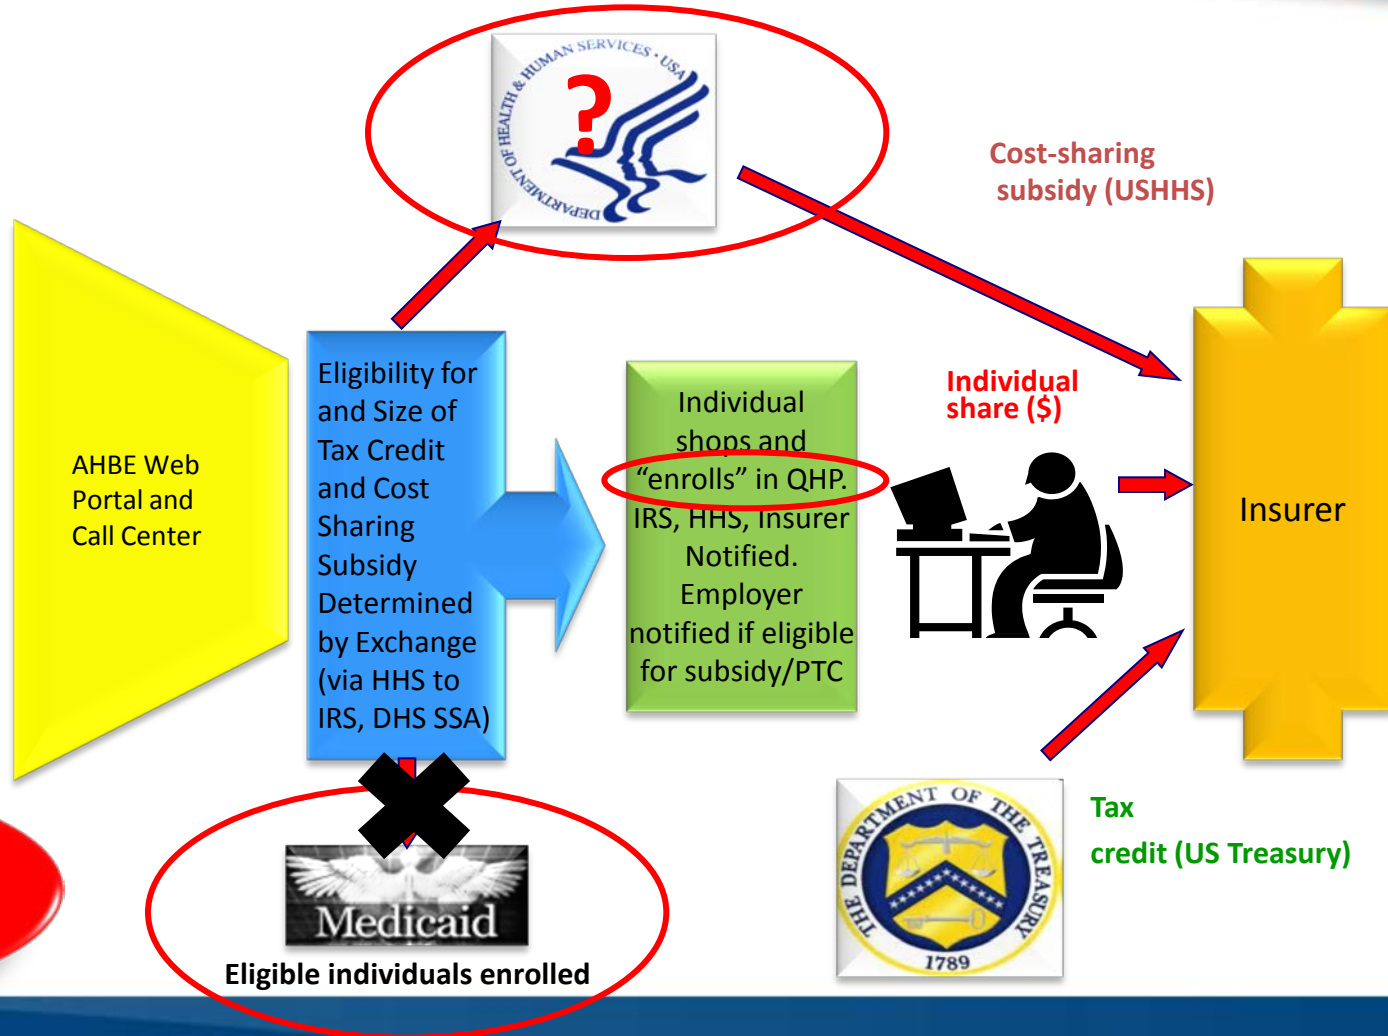 DEPARTMENT OF HEALTH & HUMAN SERVICES · USA
?
Cost-sharing
subsidy (USHHS)
AHBE Web
Portal and
Call Center
Eligibility for
and Size of
Tax Credit
and Cost
Sharing
Subsidy
Determined
by Exchange
(via HHS to
IRS, DHS SSA)
Individual
shops and
“enrolls” in QHP.
IRS, HHS, Insurer
Notified.
Employer
notified if eligible
for subsidy/PTC
Individual
share ($)
Insurer
Medicaid
Eligible individuals enrolled
THE DEPARTMENT OF THE TREASURY
1789
Tax
credit (US Treasury)